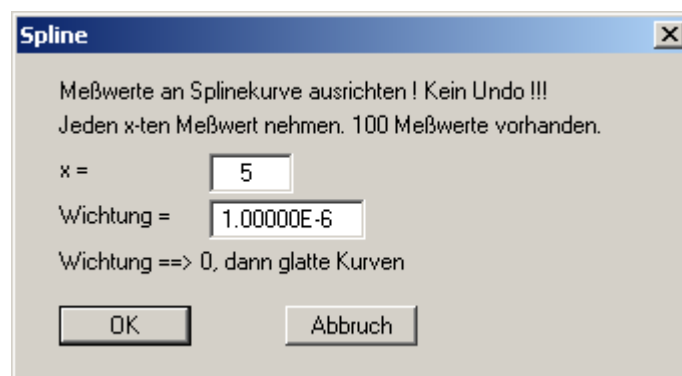 Spline
Meßwerte an Splinekurve ausrichten ! Kein Undo !!!
Jeden x-ten Meßwert nehmen. 100 Meßwerte vorhanden.
x = 5
Wichtung = 1.00000E-6
Wichtung ==> 0, dann glatte Kurven
OK Abbruch